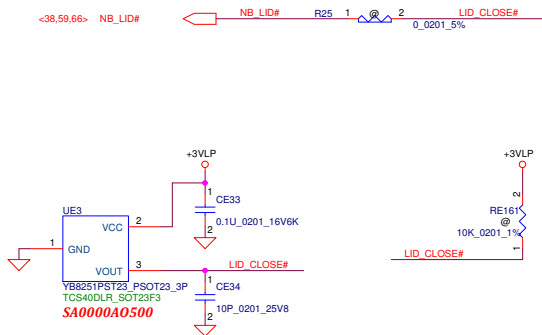 <38,59,66> NB_LID# NB_LID# R25 1 @ 2 LID_CLOSE#
0_0201_5%
+3VLP +3VLP
UE3
VCC 2
1 GND
VOUT 3
1
CE33
0.1U_0201_16V6K
2
LID_CLOSE#
1
CE34
10P_0201_25V8
2
YB8251PST23_PSOT23_3P
TCS40DLR_SOT23F3
SA0000AO500
2
RE161
@
10K_0201_1%
1
LID_CLOSE#